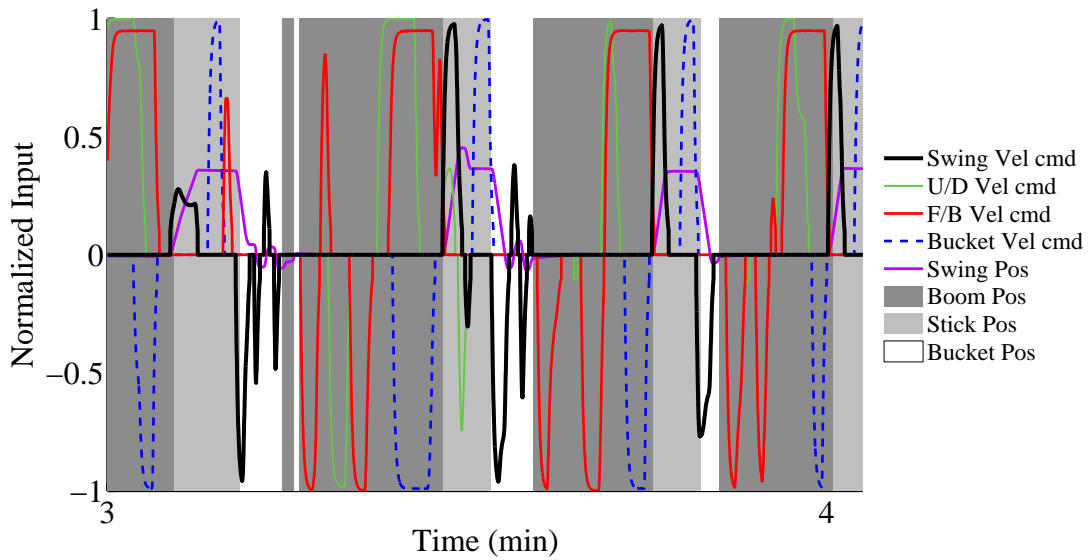 1
0.5
0
−0.5
−1
Normalized Input
3
4
Time (min)
Swing Vel cmd
U/D Vel cmd
F/B Vel cmd
Bucket Vel cmd
Swing Pos
Boom Pos
Stick Pos
Bucket Pos